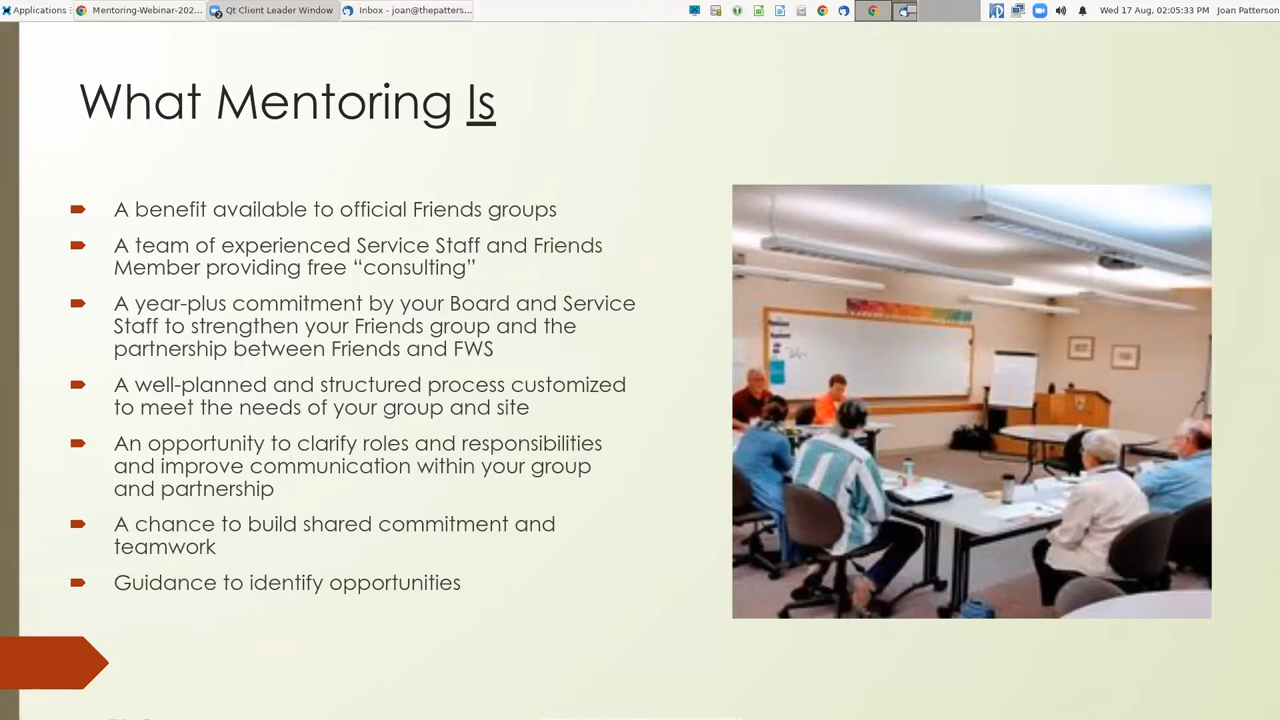 Applications
Mentoring-Webinar-202...
Qt Client Leader Window
Inbox - joan@thepatters...
Wed 17 Aug, 02:05:33 PM
Joan Patterson
What Mentoring Is
A benefit available to official Friends groups
A team of experienced Service Staff and Friends
Member providing free “consulting”
A year-plus commitment by your Board and Service
Staff to strengthen your Friends group and the
partnership between Friends and FWS
A well-planned and structured process customized
to meet the needs of your group and site
An opportunity to clarify roles and responsibilities
and improve communication within your group
and partnership
A chance to build shared commitment and
teamwork
Guidance to identify opportunities